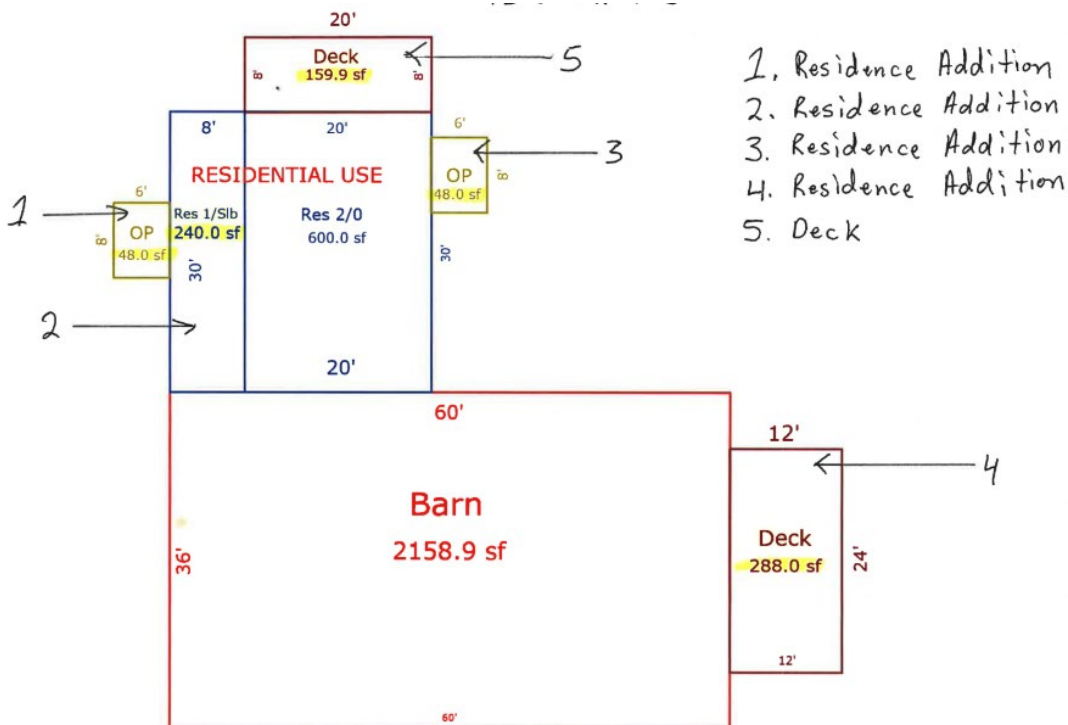 20'
Deck
159.9 sf
8'
8'
5
8'
20'
6'
3
RESIDENTIAL USE
OP
48.0 sf
8'
6'
1
OP
48.0 sf
8'
Res 1/Slb
240.0 sf
30'
Res 2/0
600.0 sf
30'
2
20'
60'
12'
4
Barn
2158.9 sf
36'
Deck
288.0 sf
24'
12'
60'
1. Residence Addition
2. Residence Addition
3. Residence Addition
4. Residence Addition
5. Deck